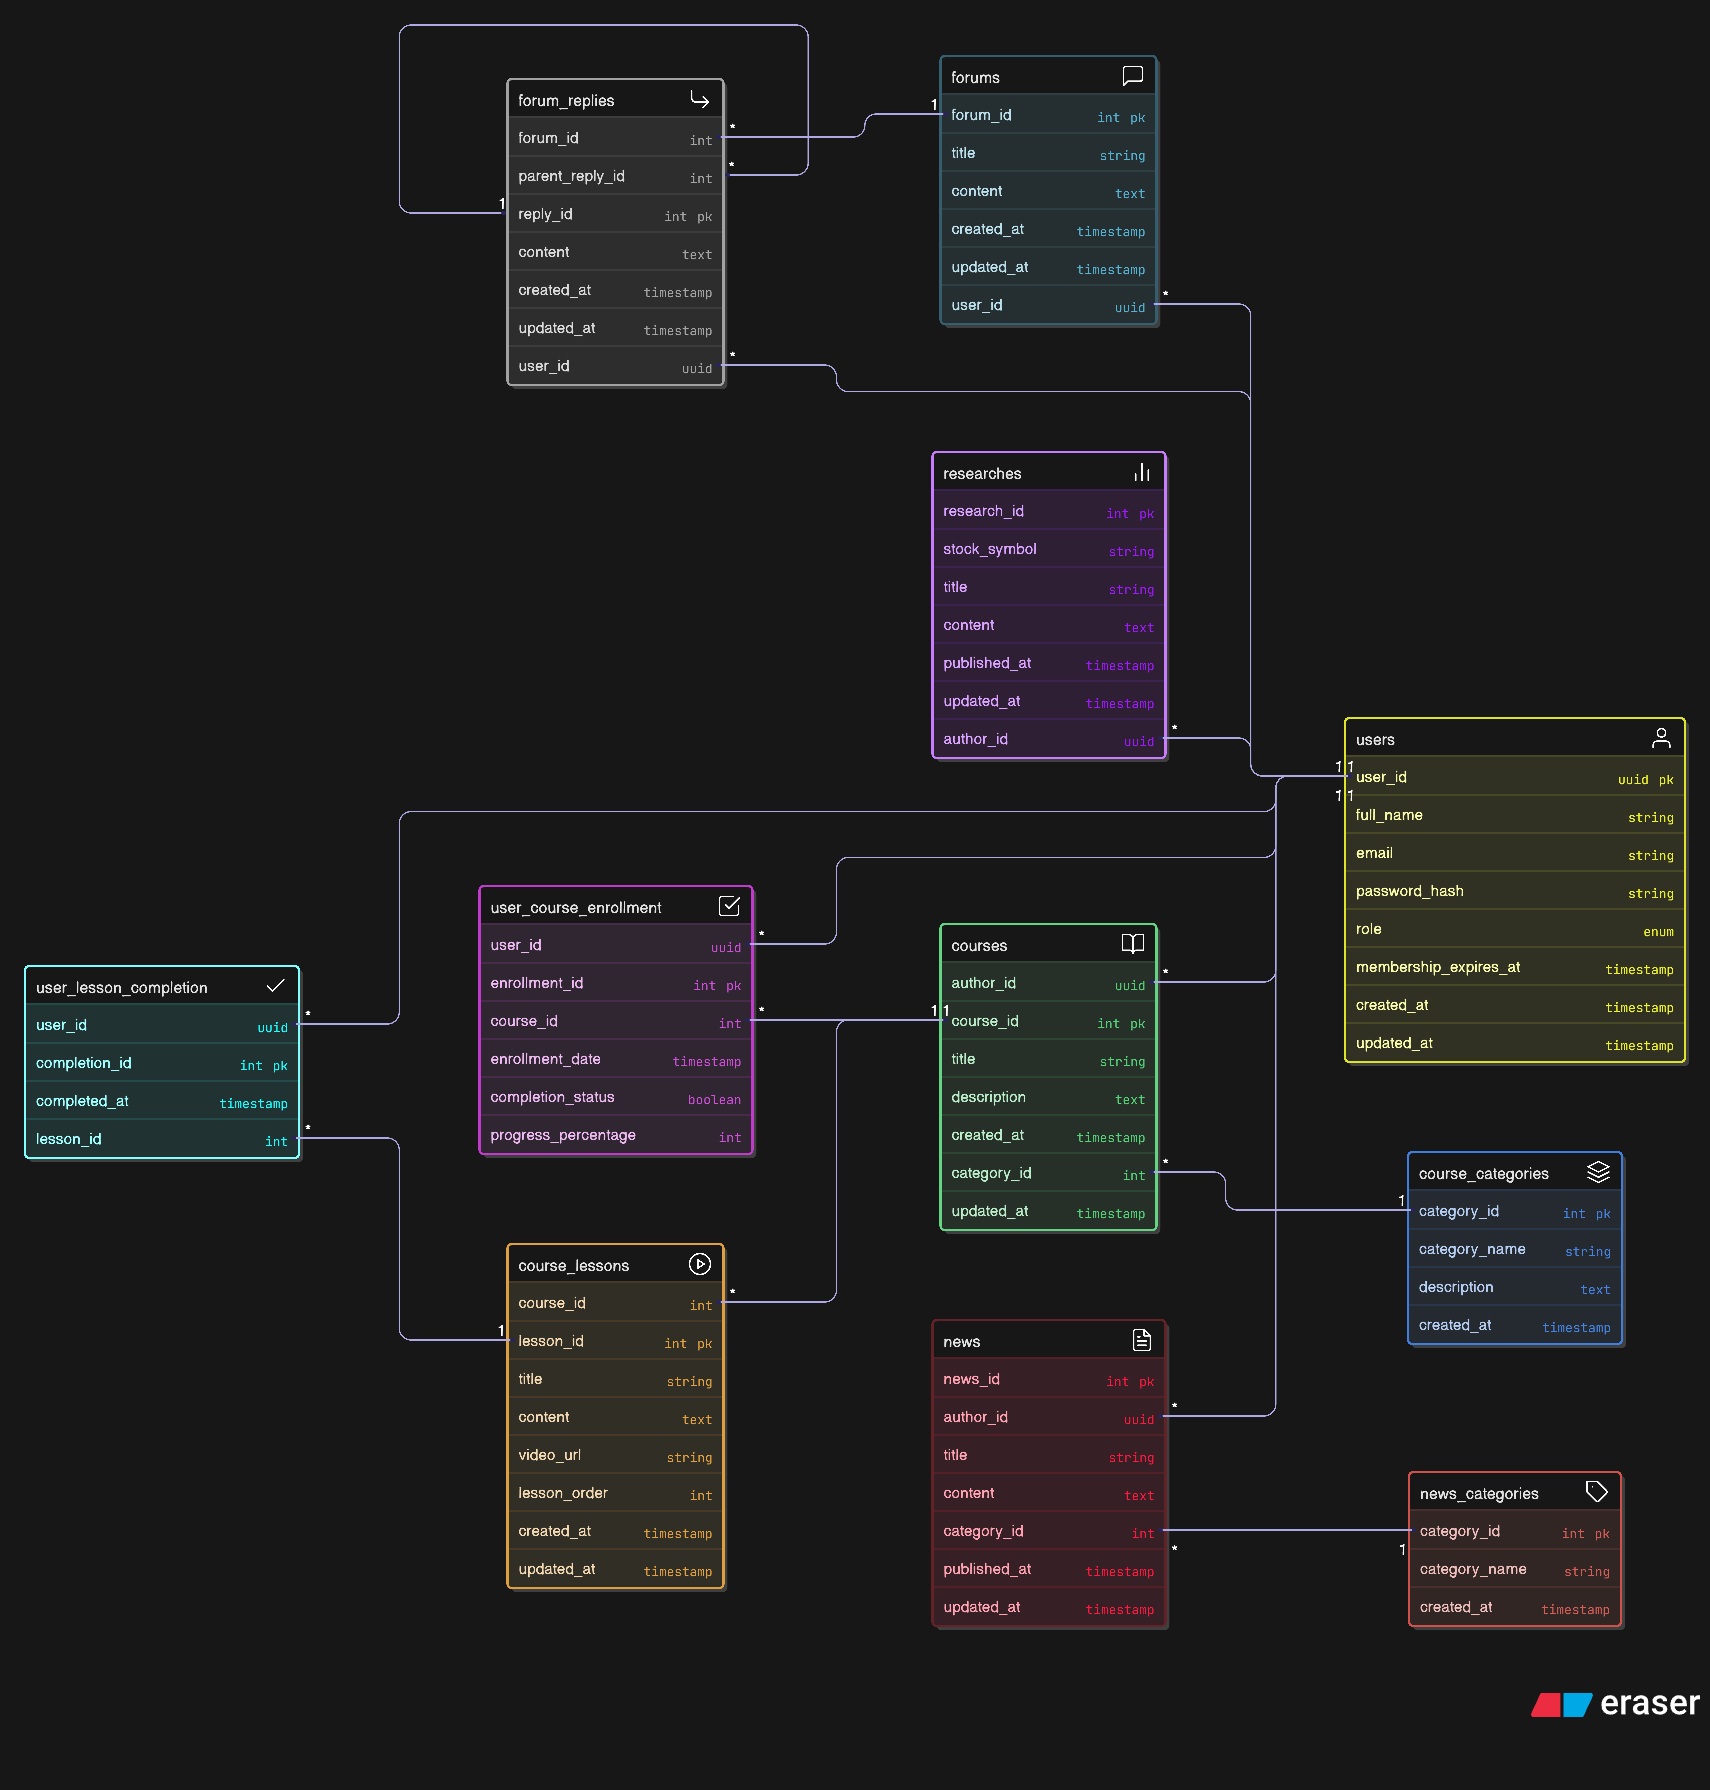 forum_replies
forum_id int
parent_reply_id int
reply_id int pk
content text
created_at timestamp
updated_at timestamp
user_id uuid
*
*
1
*
forums
forum_id int pk
title string
content text
created_at timestamp
updated_at timestamp
user_id uuid
1
*
researches
research_id int pk
stock_symbol string
title string
content text
published_at timestamp
updated_at timestamp
author_id uuid
*
users
user_id uuid pk
full_name string
email string
password_hash string
role enum
membership_expires_at timestamp
created_at timestamp
updated_at timestamp
1 1
1 1
user_course_enrollment
user_id uuid
enrollment_id int pk
course_id int
enrollment_date timestamp
completion_status boolean
progress_percentage int
*
*
courses
author_id uuid
course_id int pk
title string
description text
created_at timestamp
category_id int
updated_at timestamp
*
1 1
*
user_lesson_completion
user_id uuid
completion_id int pk
completed_at timestamp
lesson_id int
*
*
course_categories
category_id int pk
category_name string
description text
created_at timestamp
1
course_lessons
course_id int
lesson_id int pk
title string
content text
video_url string
lesson_order int
created_at timestamp
updated_at timestamp
*
1
news
news_id int pk
author_id uuid
title string
content text
category_id int
published_at timestamp
updated_at timestamp
*
*
news_categories
category_id int pk
category_name string
created_at timestamp
1
eraser